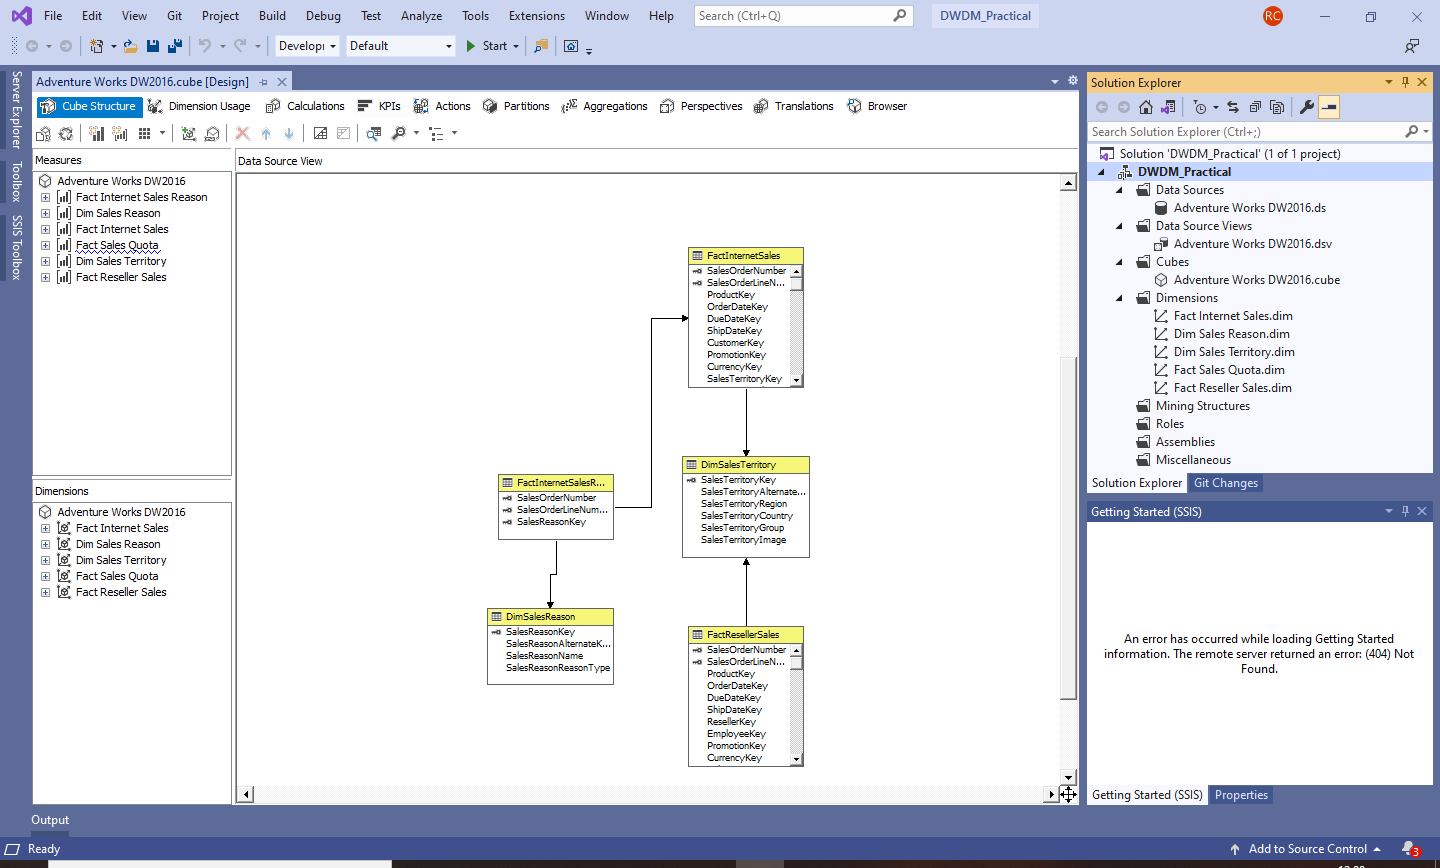 File Edit View Git Project Build Debug Test Analyze Tools Extensions Window Help Search (Ctrl+Q) DWDM_Practical RC
Developi Default Start
Server Explorer
Toolbox
SSIS Toolbox
Adventure Works DW2016.cube [Design]
Cube Structure Dimension Usage Calculations KPIs Actions Partitions Aggregations Perspectives Translations Browser
Measures
Adventure Works DW2016
Fact Internet Sales Reason
Dim Sales Reason
Fact Internet Sales
Fact Sales Quota
Dim Sales Territory
Fact Reseller Sales
Dimensions
Adventure Works DW2016
Fact Internet Sales
Dim Sales Reason
Dim Sales Territory
Fact Sales Quota
Fact Reseller Sales
Data Source View
FactInternetSales
SalesOrderNumber
SalesOrderLineN...
ProductKey
OrderDateKey
DueDateKey
ShipDateKey
CustomerKey
PromotionKey
CurrencyKey
SalesTerritoryKey
DimSalesTerritory
SalesTerritoryKey
SalesTerritoryAlternate...
SalesTerritoryRegion
SalesTerritoryCountry
SalesTerritoryGroup
SalesTerritoryImage
FactInternetSalesR...
SalesOrderNumber
SalesOrderLineNum...
SalesReasonKey
DimSalesReason
SalesReasonKey
SalesReasonAlternateK...
SalesReasonName
SalesReasonReasonType
FactResellerSales
SalesOrderNumber
SalesOrderLineN...
ProductKey
OrderDateKey
DueDateKey
ShipDateKey
ResellerKey
EmployeeKey
PromotionKey
CurrencyKey
Solution Explorer
Search Solution Explorer (Ctrl+;)
Solution 'DWDM_Practical' (1 of 1 project)
DWDM_Practical
Data Sources
Adventure Works DW2016.ds
Data Source Views
Adventure Works DW2016.dsv
Cubes
Adventure Works DW2016.cube
Dimensions
Fact Internet Sales.dim
Dim Sales Reason.dim
Dim Sales Territory.dim
Fact Sales Quota.dim
Fact Reseller Sales.dim
Mining Structures
Roles
Assemblies
Miscellaneous
Solution Explorer Git Changes
Getting Started (SSIS)
An error has occurred while loading Getting Started
information. The remote server returned an error: (404) Not
Found.
Getting Started (SSIS) Properties
Output
Ready Add to Source Control 3